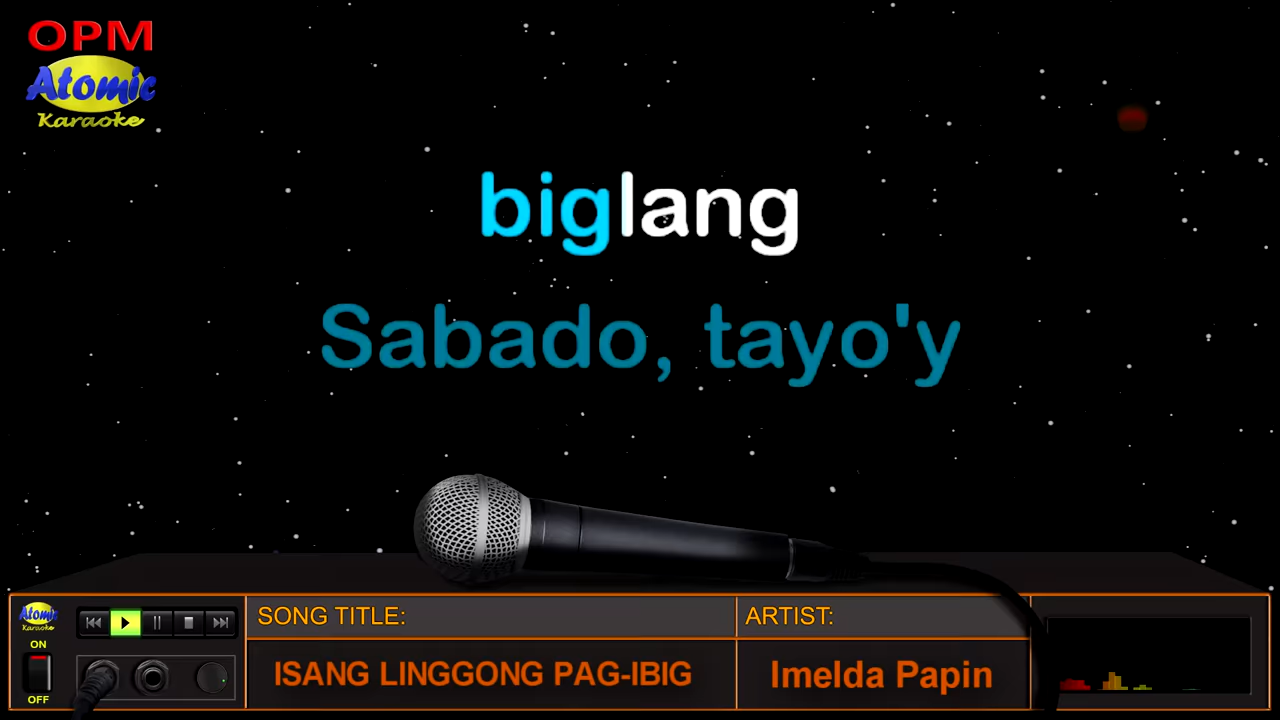 OPM
Atomic
Karaoke
biglang
Sabado, tayo'y
Atomic
Karaoke
ON
OFF
SONG TITLE:
ARTIST:
ISANG LINGGONG PAG-IBIG
Imelda Papin